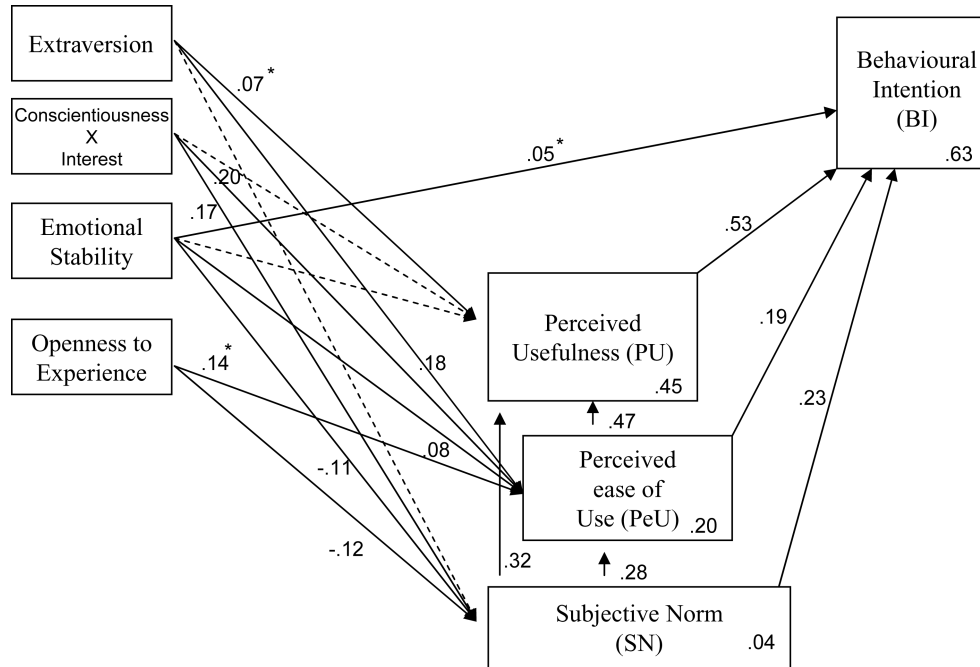 Extraversion
Conscientiousness
X
Interest
Emotional
Stability
Openness to
Experience
.07*
.20
.17
.14*
.05*
.18
.08
-.11
-.12
Behavioural
Intention
(BI)
.63
.53
.19
.23
Perceived
Usefulness (PU)
.45
.47
Perceived
ease of
Use (PeU)
.20
.32
.28
Subjective Norm
(SN)
.04